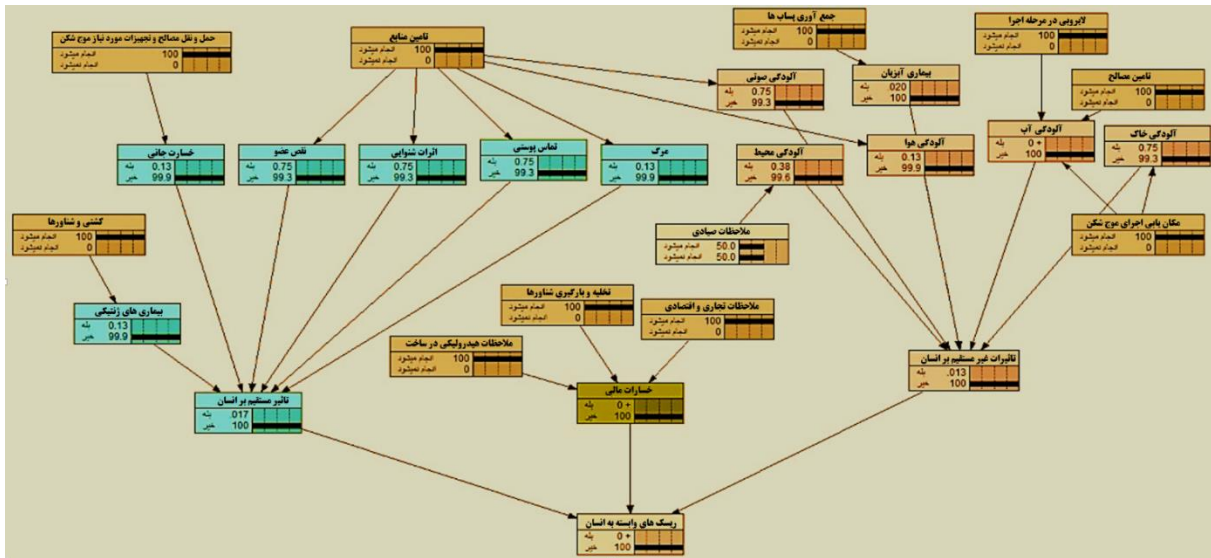 حمل و نقل مصالح و تجهیزات مورد نیاز موج شکن
انجام میشود 100
انجام نمیشود 0
تامین منابع
انجام میشود 100
انجام نمیشود 0
جمع آوری پساب ها
انجام میشود 100
انجام نمیشود 0
لایروبی در مرحله اجرا
انجام میشود 100
انجام نمیشود 0
آلودگی صوتی
بله 0.75
خیر 99.3
بیماری آبزیان
بله .020
خیر 100
تامین مصالح
انجام میشود 100
انجام نمیشود 0
خسارت جانی
بله 0.13
خیر 99.9
نقص عضو
بله 0.75
خیر 99.3
اثرات شنوایی
بله 0.75
خیر 99.3
تماس پوستی
بله 0.75
خیر 99.3
مرگ
بله 0.13
خیر 99.9
آلودگی محیط
بله 0.38
خیر 99.6
آلودگی هوا
بله 0.13
خیر 99.9
آلودگی آب
بله 0 +
خیر 100
آلودگی خاک
بله 0.75
خیر 99.3
کشتی و شناورها
انجام میشود 100
انجام نمیشود 0
ملاحظات صیادی
انجام میشود 50.0
انجام نمیشود 50.0
مکان یابی اجرای موج شکن
انجام میشود 100
انجام نمیشود 0
بیماری های ژنتیکی
بله 0.13
خیر 99.9
تخلیه و بارگیری شناورها
انجام میشود 100
انجام نمیشود 0
ملاحظات تجاری و اقتصادی
انجام میشود 100
انجام نمیشود 0
ملاحظات هیدرولیکی در ساخت
انجام میشود 100
انجام نمیشود 0
تاثیر مستقیم بر انسان
بله .017
خیر 100
خسارات مالی
بله 0 +
خیر 100
تاثیرات غیر مستقیم بر انسان
بله .013
خیر 100
ریسک های وابسته به انسان
بله 0 +
خیر 100